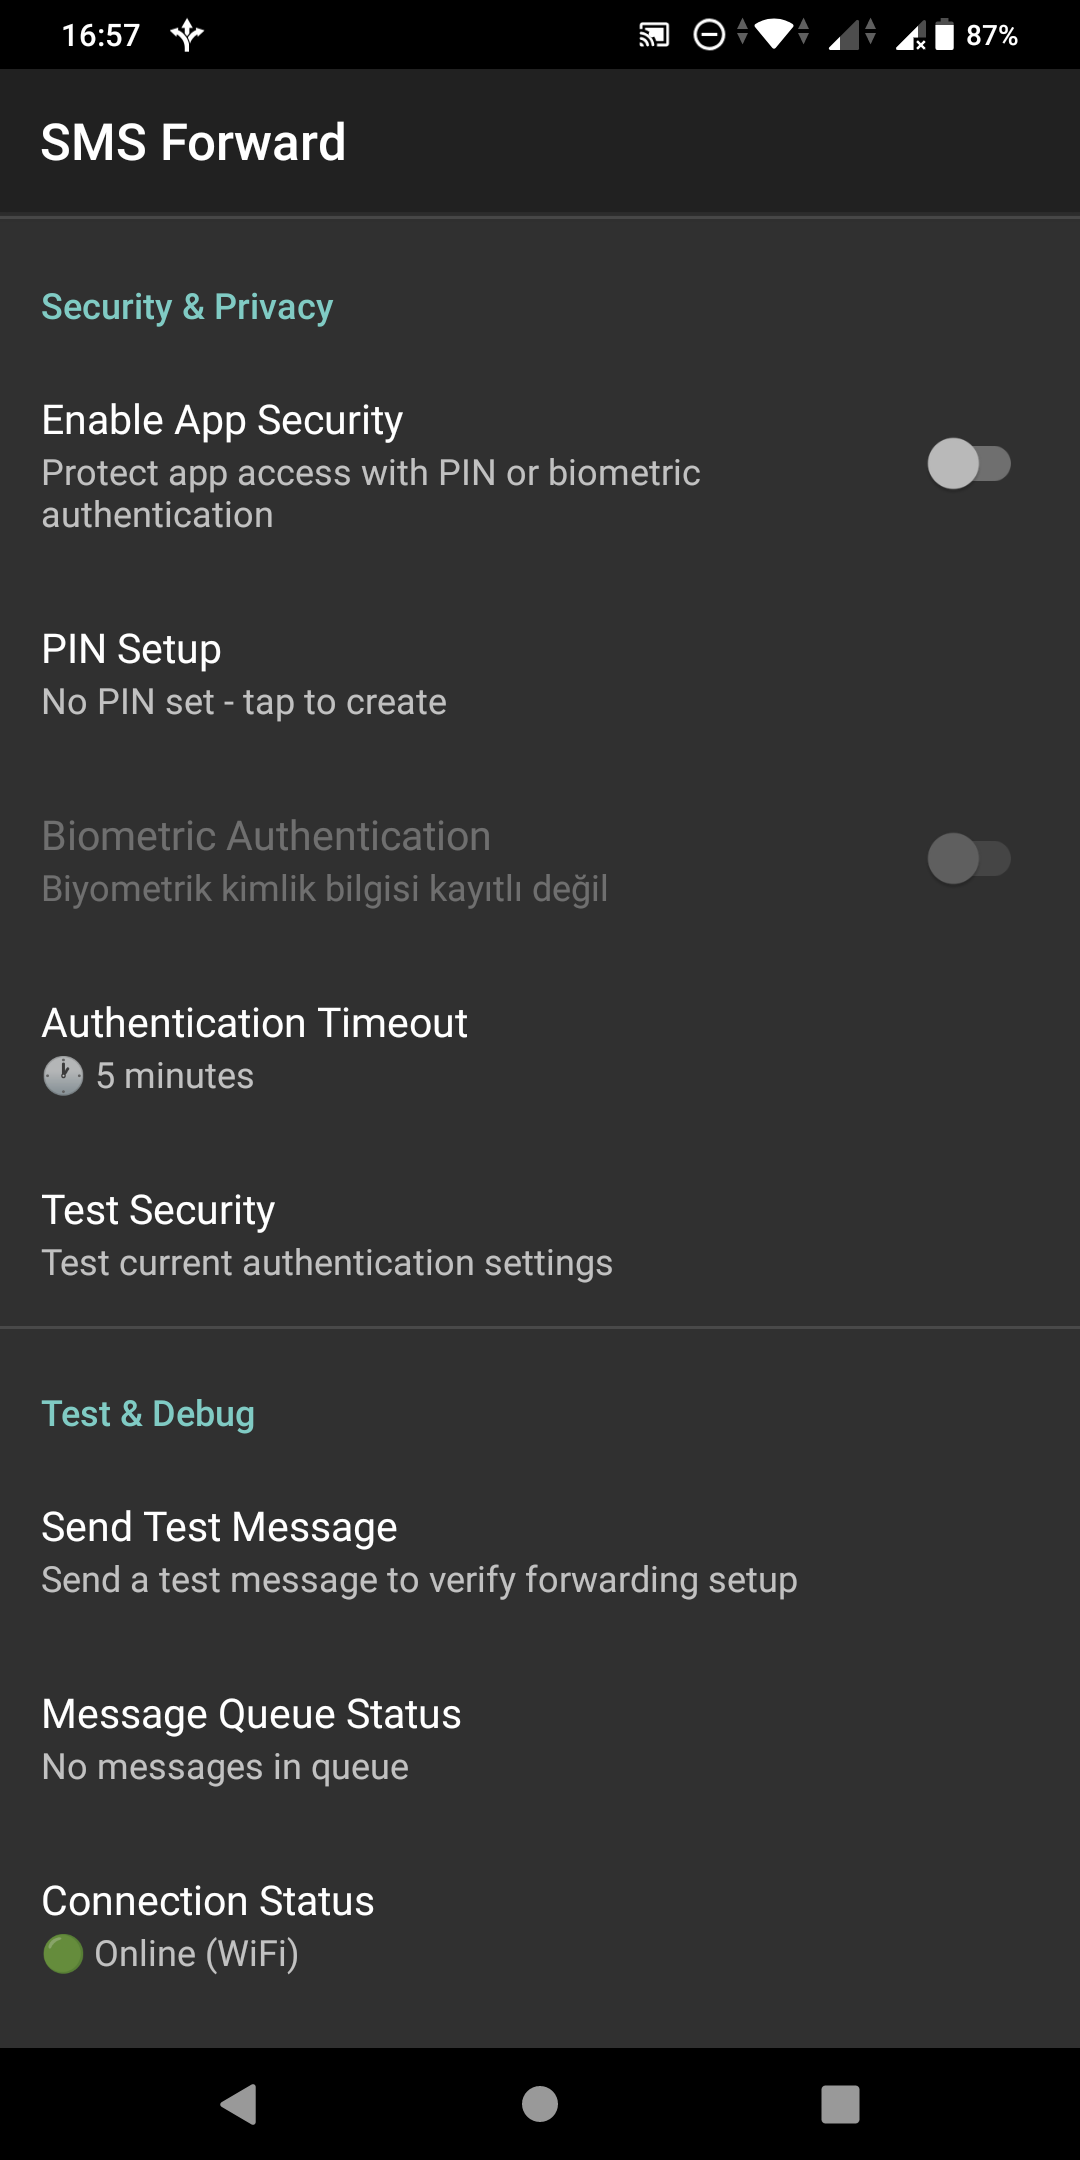 16:57
87%
SMS Forward
Security & Privacy
Enable App Security
Protect app access with PIN or biometric
authentication
PIN Setup
No PIN set - tap to create
Biometric Authentication
Biyometrik kimlik bilgisi kayıtlı değil
Authentication Timeout
🕐 5 minutes
Test Security
Test current authentication settings
Test & Debug
Send Test Message
Send a test message to verify forwarding setup
Message Queue Status
No messages in queue
Connection Status
🟢 Online (WiFi)